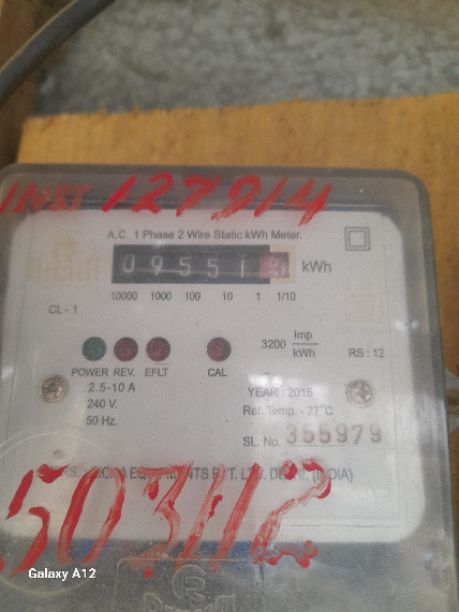 INST 127914
A.C. 1 Phase 2 Wire Static kWh Meter.
09551 kWh
10000 1000 100 10 1 1/10
CL - 1
3200 Imp/kWh
RS : 12
POWER REV. EFLT CAL
2.5-10 A
240 V.
50 Hz.
YEAR : 2015
Ref. Temp. - 27°C
SL. No. 355979
LTD. DELHI, (INDIA)
503112
Galaxy A12